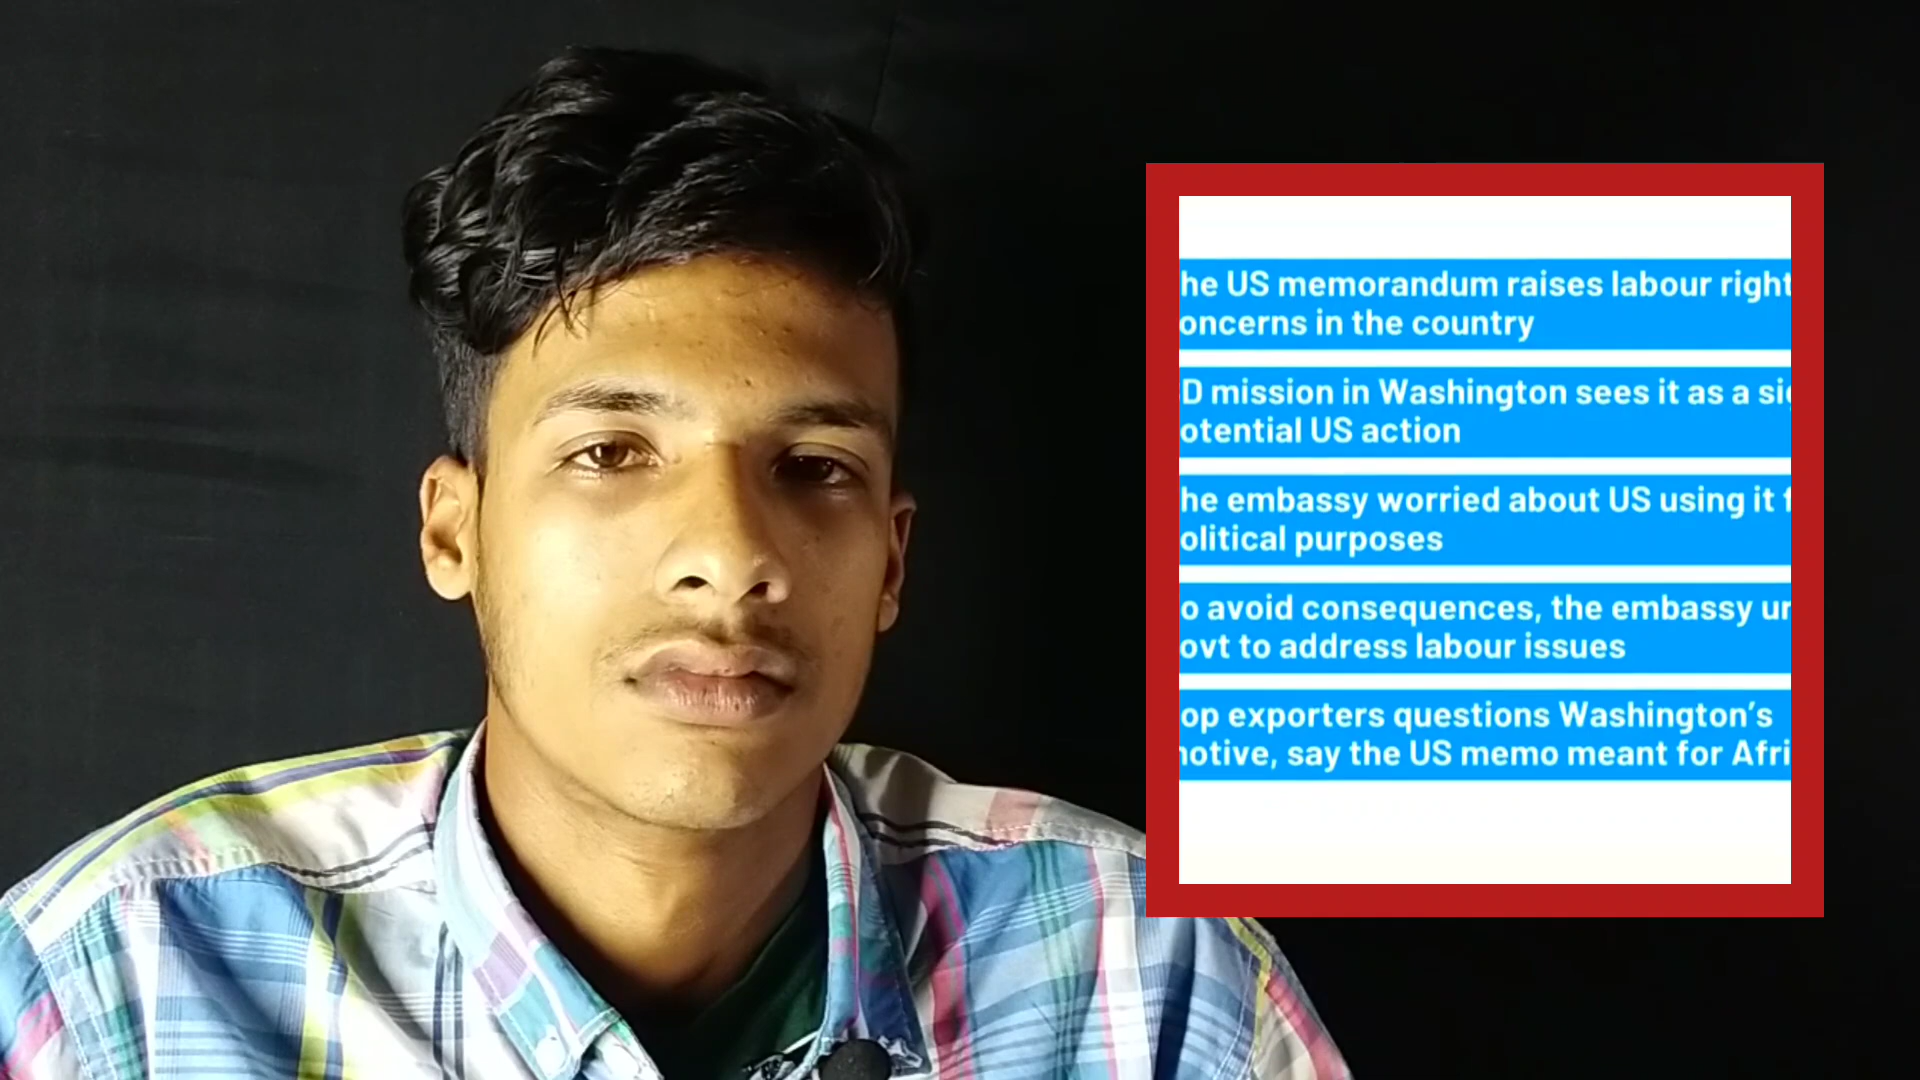 he US memorandum raises labour right
oncerns in the country
D mission in Washington sees it as a si
otential US action
he embassy worried about US using it f
olitical purposes
o avoid consequences, the embassy ur
ovt to address labour issues
op exporters questions Washington's
notive, say the US memo meant for Afri